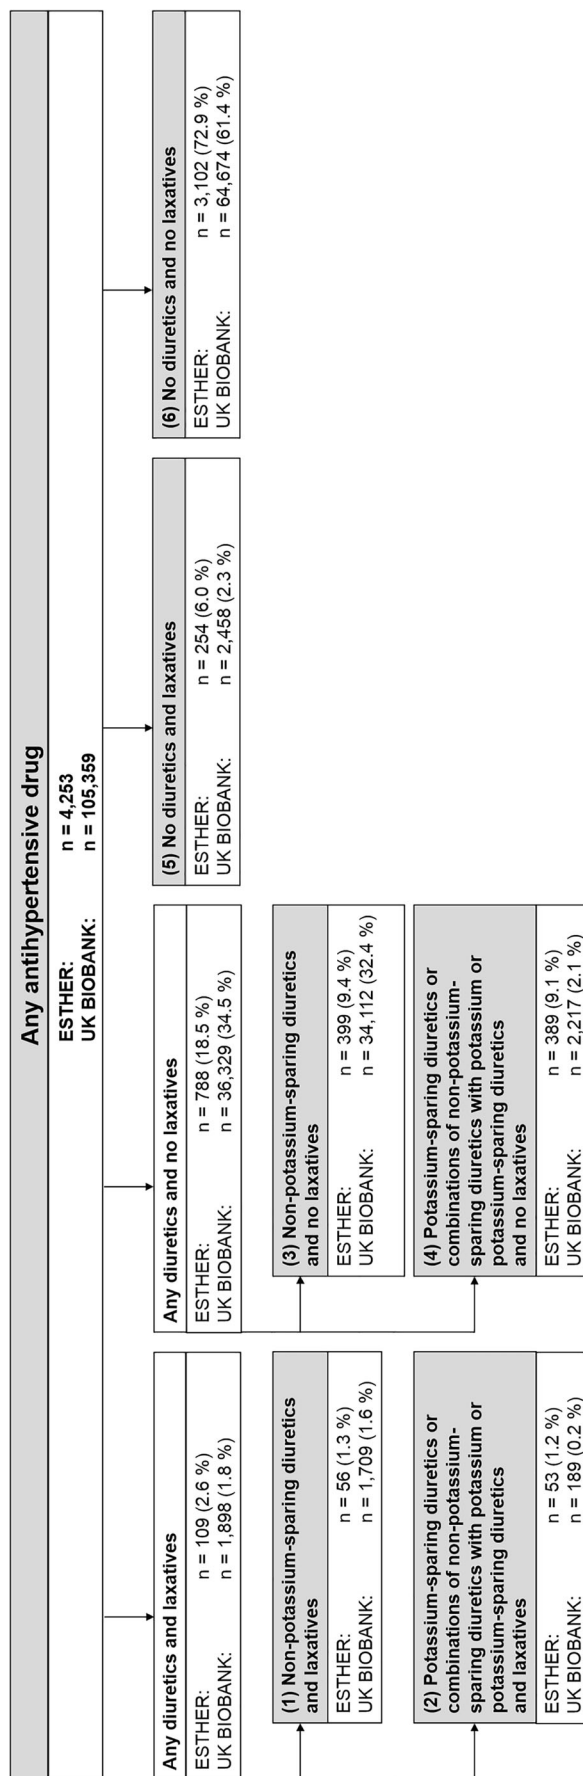 Any antihypertensive drug
ESTHER: n = 4,253
UK BIOBANK: n = 105,359
Any diuretics and laxatives
ESTHER: n = 109 (2.6 %)
UK BIOBANK: n = 1,898 (1.8 %)
(1) Non-potassium-sparing diuretics
and laxatives
ESTHER: n = 56 (1.3 %)
UK BIOBANK: n = 1,709 (1.6 %)
(2) Potassium-sparing diuretics or
combinations of non-potassium-
sparing diuretics with potassium or
potassium-sparing diuretics
and laxatives
ESTHER: n = 53 (1.2 %)
UK BIOBANK: n = 189 (0.2 %)
Any diuretics and no laxatives
ESTHER: n = 788 (18.5 %)
UK BIOBANK: n = 36,329 (34.5 %)
(3) Non-potassium-sparing diuretics
and no laxatives
ESTHER: n = 399 (9.4 %)
UK BIOBANK: n = 34,112 (32.4 %)
(4) Potassium-sparing diuretics or
combinations of non-potassium-
sparing diuretics with potassium or
potassium-sparing diuretics
and no laxatives
ESTHER: n = 389 (9.1 %)
UK BIOBANK: n = 2,217 (2.1 %)
(5) No diuretics and laxatives
ESTHER: n = 254 (6.0 %)
UK BIOBANK: n = 2,458 (2.3 %)
(6) No diuretics and no laxatives
ESTHER: n = 3,102 (72.9 %)
UK BIOBANK: n = 64,674 (61.4 %)